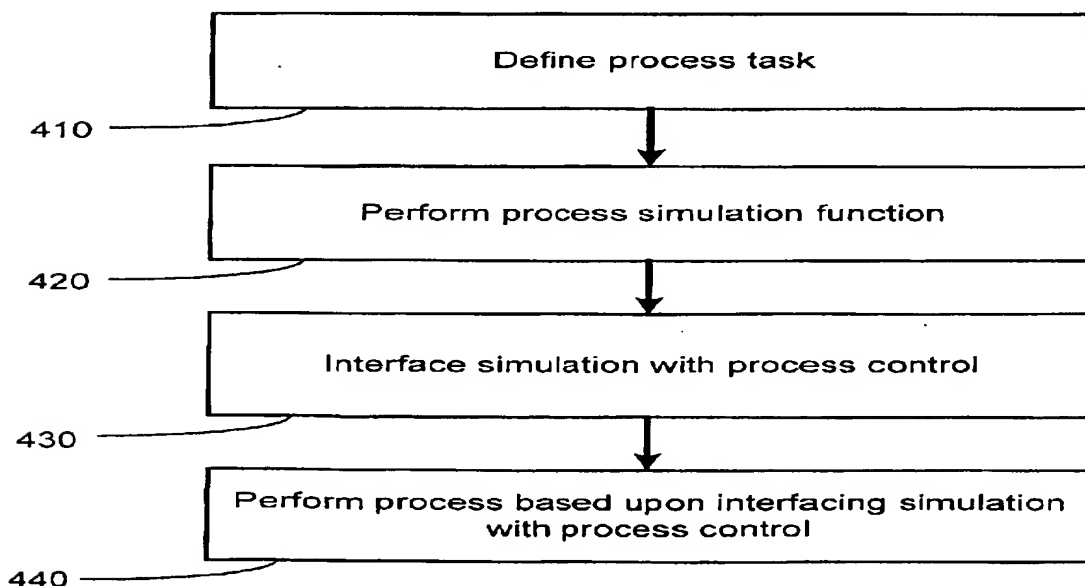 Define process task
410
Perform process simulation function
420
Interface simulation with process control
430
Perform process based upon interfacing simulation
with process control
440